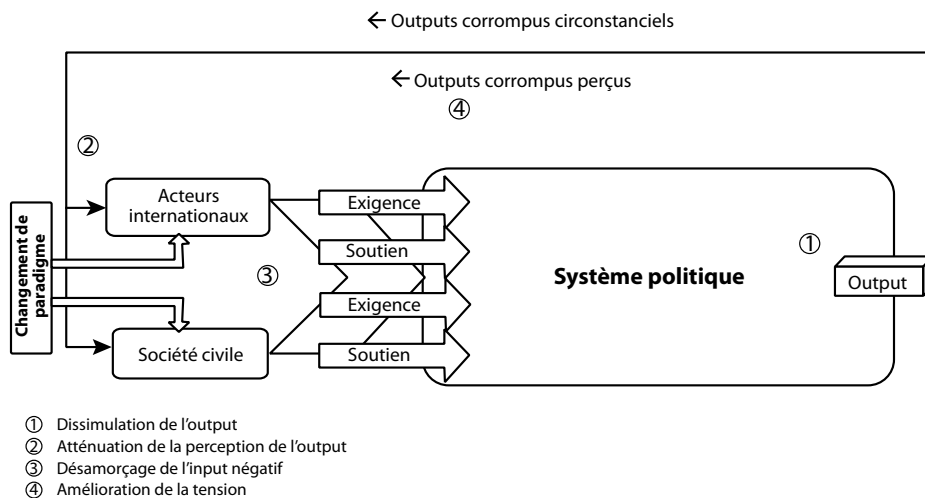 ← Outputs corrompus circonstanciels
← Outputs corrompus perçus
④
②
Acteurs
internationaux
Exigence
Changement de
paradigme
Soutien
①
③
Système politique
Output
Exigence
Société civile
Soutien
① Dissimulation de l'output
② Atténuation de la perception de l'output
③ Désamorçage de l'input négatif
④ Amélioration de la tension